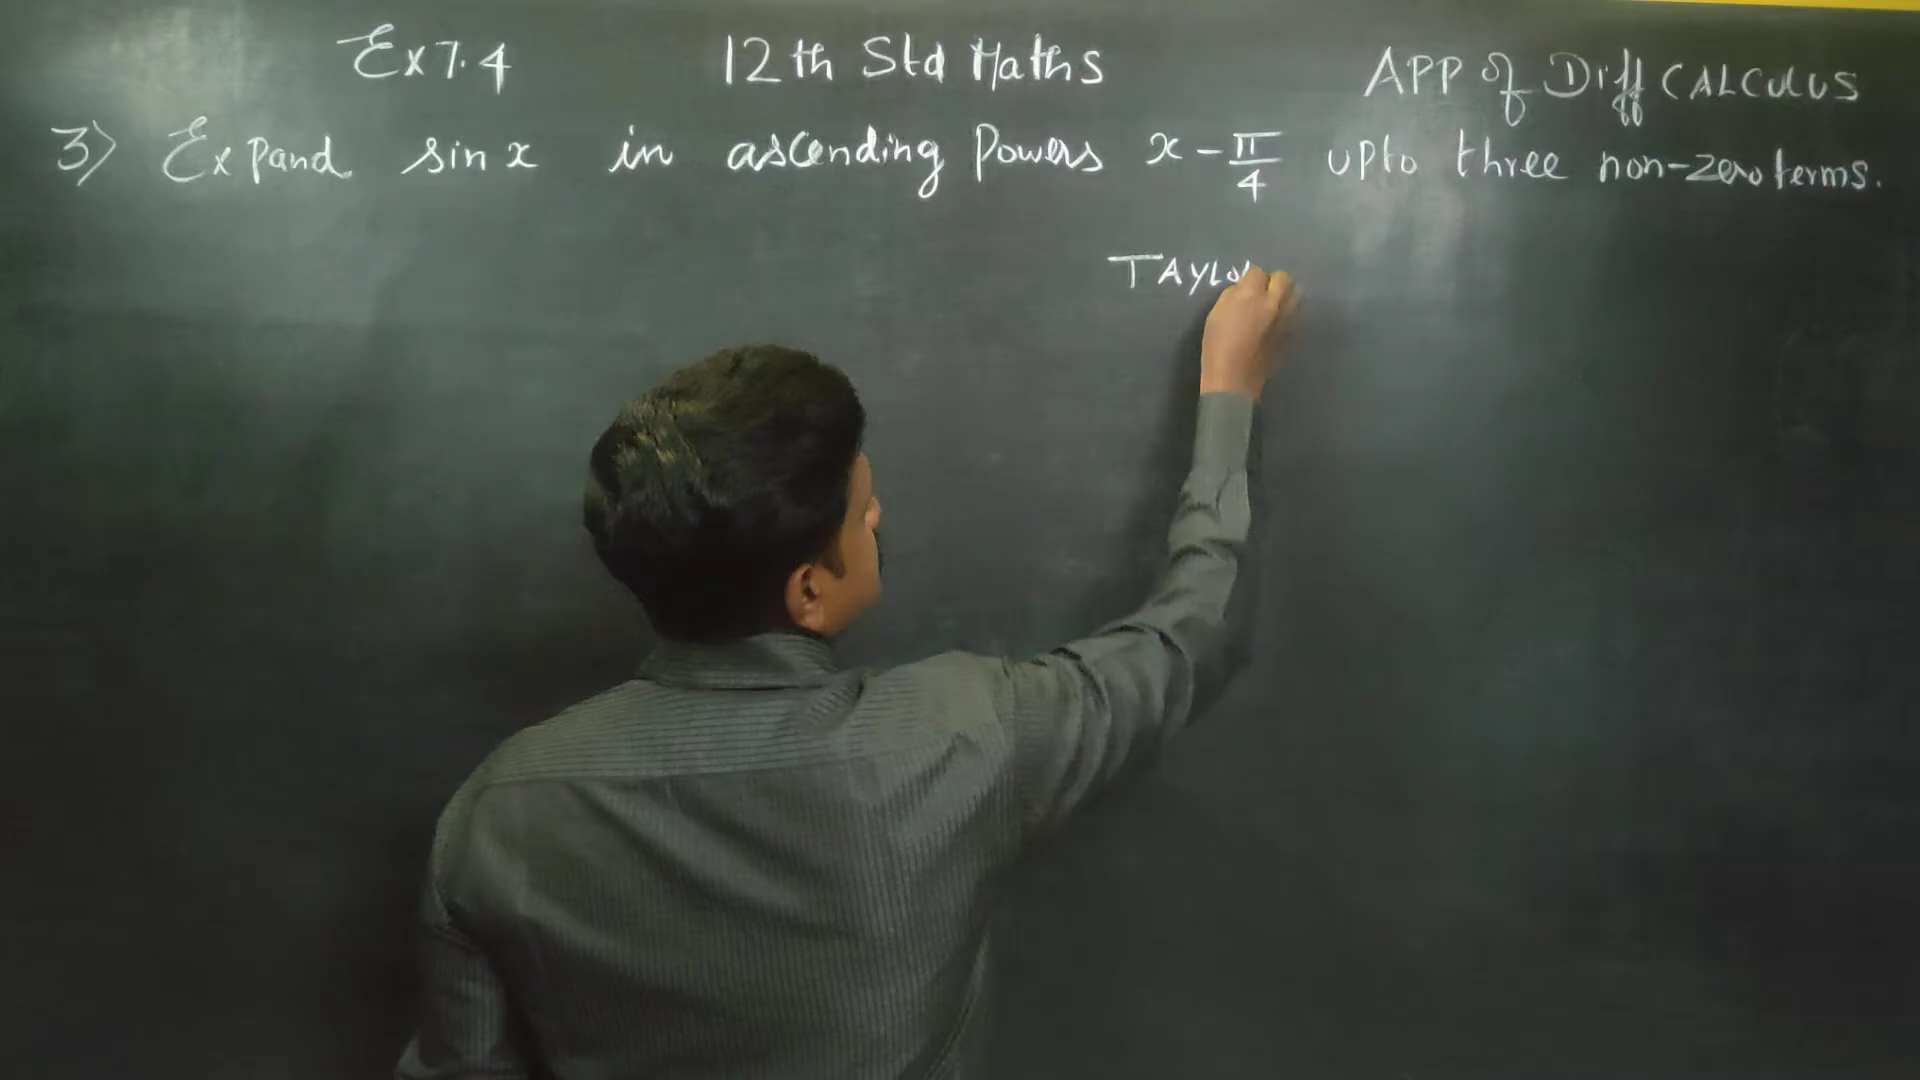 Ex 7.4 12th Std Maths APP of Diff CALCULUS
3) Expand sin x in ascending Powers x - π/4 upto three non-zero terms.
TAYLO